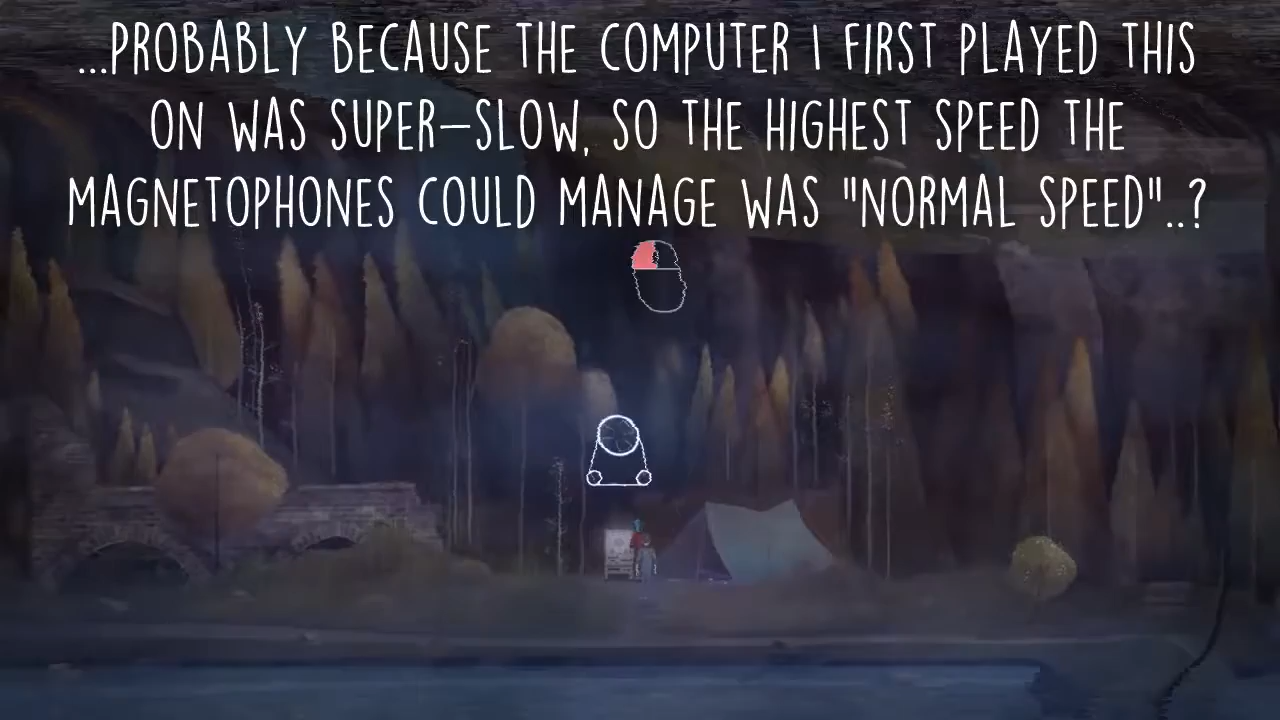 ...PROBABLY BECAUSE THE COMPUTER I FIRST PLAYED THIS
ON WAS SUPER-SLOW, SO THE HIGHEST SPEED THE
MAGNETOPHONES COULD MANAGE WAS "NORMAL SPEED"..?